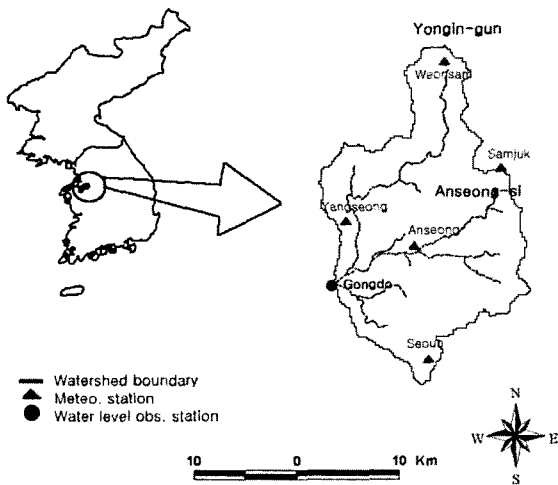 Yongin-gun
Weonsam
Samjuk
Anseong-si
Yangseong
Anseong
Gongdo
Seoun
Watershed boundary
Meteo. station
Water level obs. station
N
W E
S
10 0 10 Km